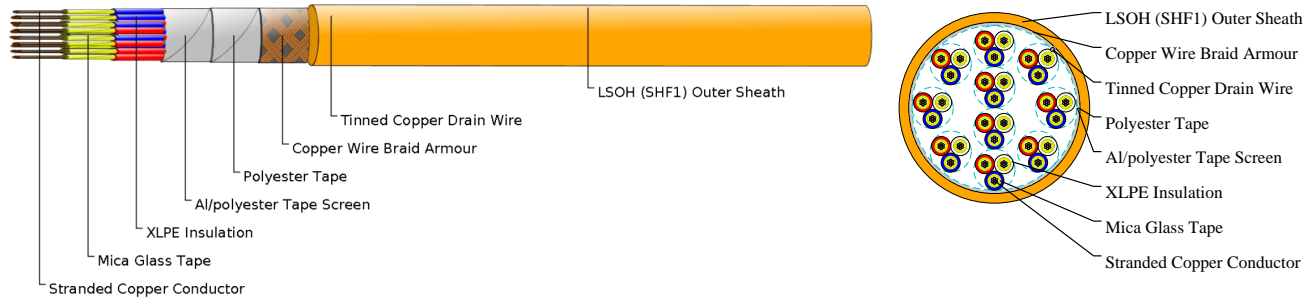 LSOH (SHF1) Outer Sheath
Tinned Copper Drain Wire
Copper Wire Braid Armour
Polyester Tape
Al/polyester Tape Screen
XLPE Insulation
Mica Glass Tape
Stranded Copper Conductor
LSOH (SHF1) Outer Sheath
Copper Wire Braid Armour
Tinned Copper Drain Wire
Polyester Tape
Al/polyester Tape Screen
XLPE Insulation
Mica Glass Tape
Stranded Copper Conductor